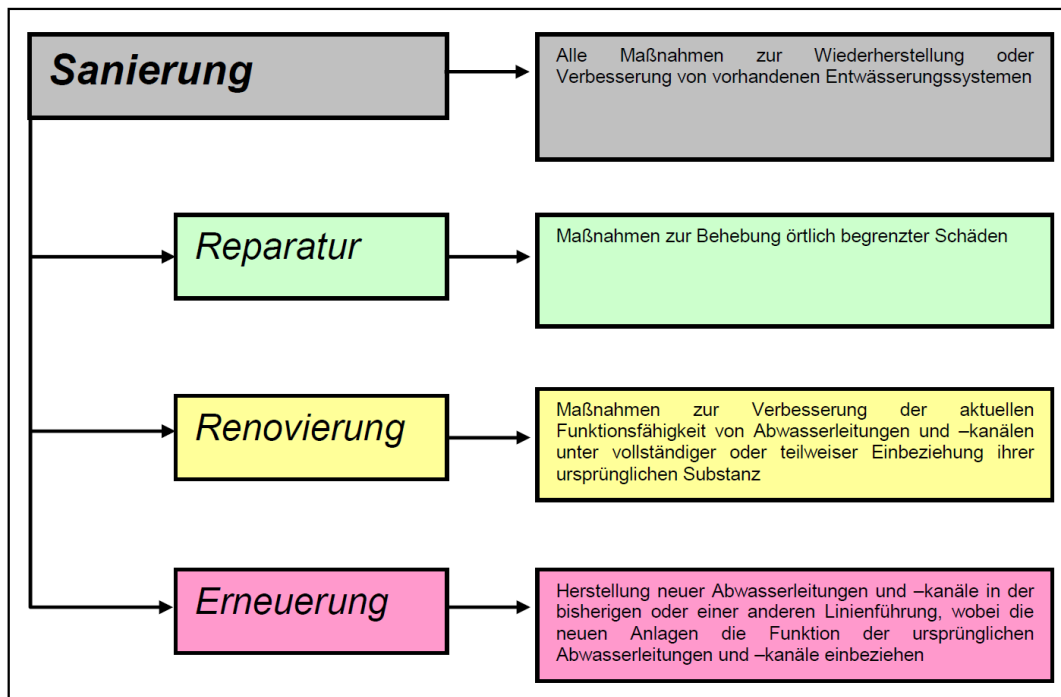 Sanierung
Alle Maßnahmen zur Wiederherstellung oder
Verbesserung von vorhandenen Entwässerungssystemen
Reparatur
Maßnahmen zur Behebung örtlich begrenzter Schäden
Renovierung
Maßnahmen zur Verbesserung der aktuellen
Funktionsfähigkeit von Abwasserleitungen und –kanälen
unter vollständiger oder teilweiser Einbeziehung ihrer
ursprünglichen Substanz
Erneuerung
Herstellung neuer Abwasserleitungen und –kanäle in der
bisherigen oder einer anderen Linienführung, wobei die
neuen Anlagen die Funktion der ursprünglichen
Abwasserleitungen und –kanäle einbeziehen